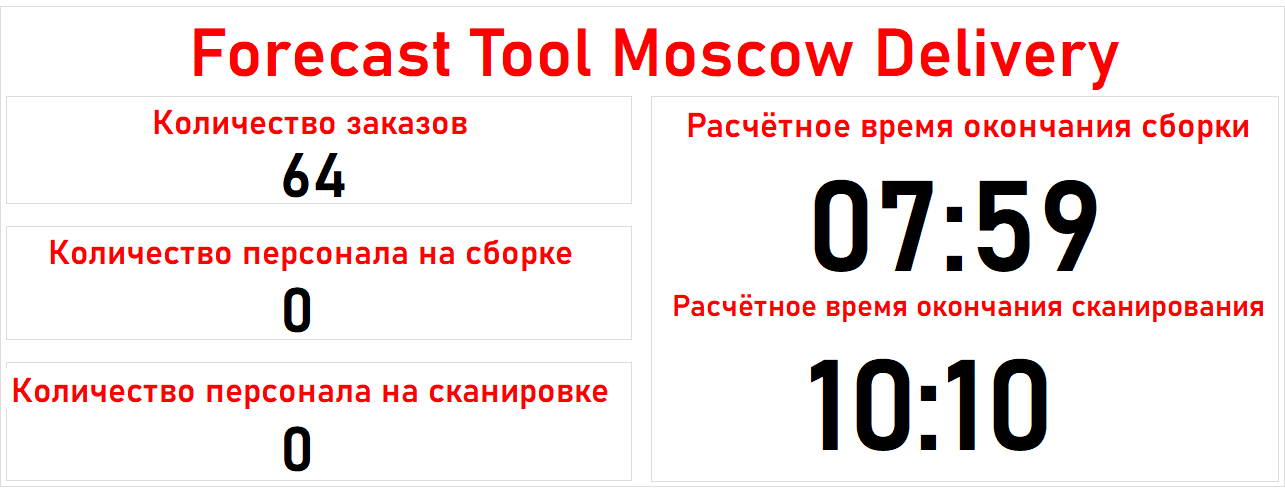 Forecast Tool Moscow Delivery
Количество заказов
64
Количество персонала на сборке
0
Количество персонала на сканировке
0
Расчётное время окончания сборки
07:59
Расчётное время окончания сканирования
10:10